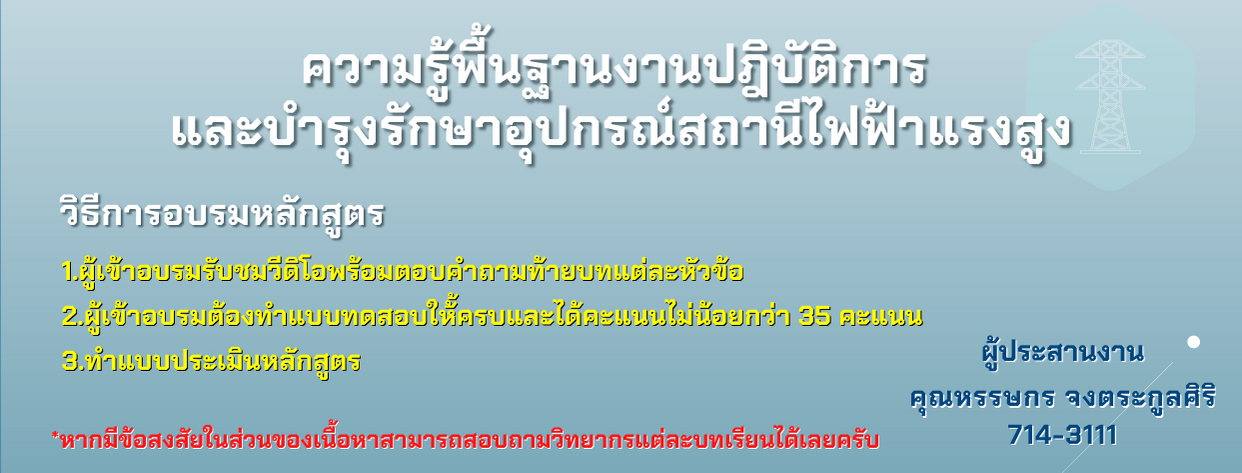 ความรู้พื้นฐานงานปฎิบัติการ
และบำรุงรักษาอุปกรณ์สถานีไฟฟ้าแรงสูง
วิธีการอบรมหลักสูตร
1.ผู้เข้าอบรมรับชมวีดิโอพร้อมตอบคำถามท้ายบทแต่ละหัวข้อ
2.ผู้เข้าอบรมต้องทำแบบทดสอบให้ั้ครบและได้คะแนนไม่น้อยกว่า 35 คะแนน
3.ทำแบบประเมินหลักสูตร
ผู้ประสานงาน
คุณหรรษกร จงตระกูลศิริ
714-3111
*หากมีข้อสงสัยในส่วนของเนื้อหาสามารถสอบถามวิทยากรแต่ละบทเรียนได้เลยครับ